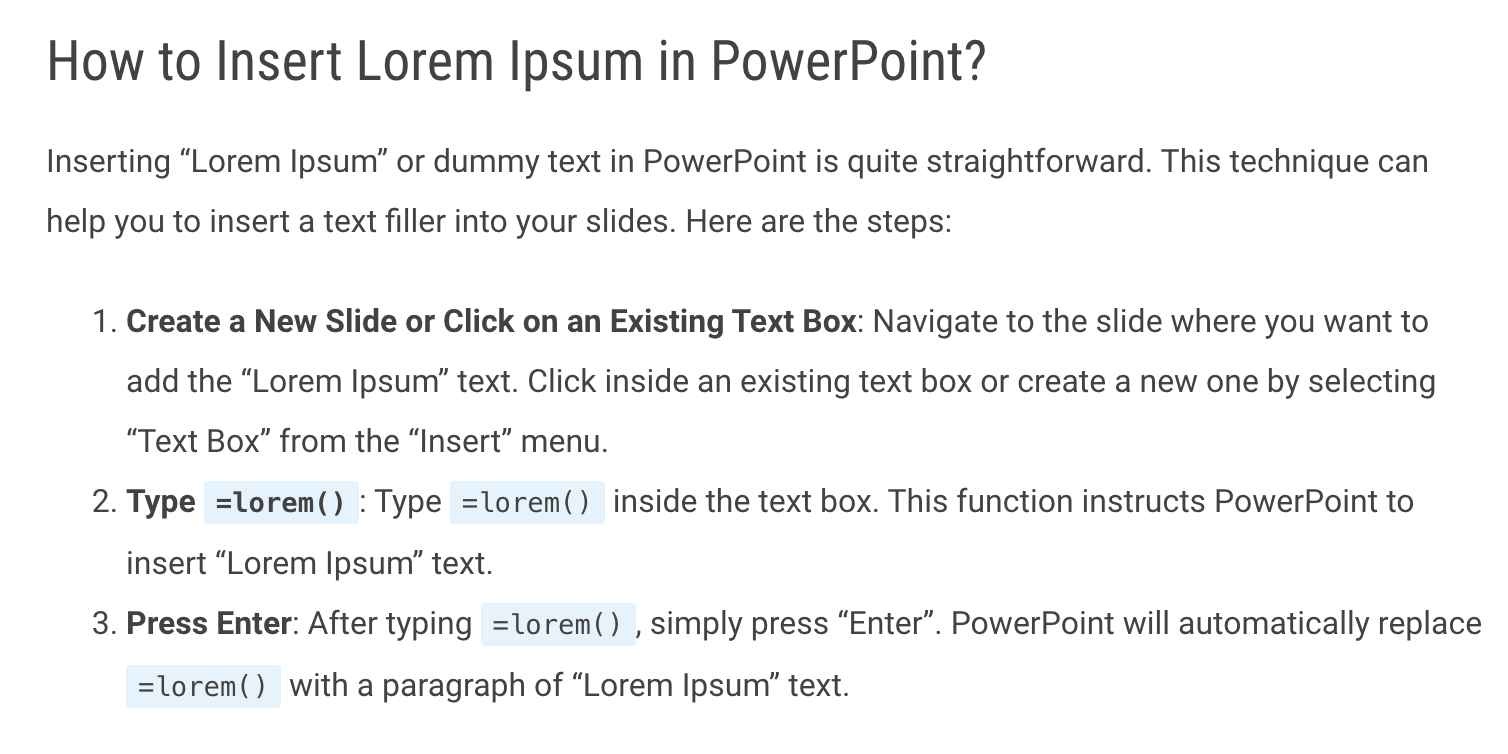 How to Insert Lorem Ipsum in PowerPoint?
Inserting “Lorem Ipsum” or dummy text in PowerPoint is quite straightforward. This technique can
help you to insert a text filler into your slides. Here are the steps:
1. Create a New Slide or Click on an Existing Text Box: Navigate to the slide where you want to
add the “Lorem Ipsum” text. Click inside an existing text box or create a new one by selecting
“Text Box” from the “Insert” menu.
2. Type =lorem() : Type =lorem() inside the text box. This function instructs PowerPoint to
insert “Lorem Ipsum” text.
3. Press Enter: After typing =lorem() , simply press “Enter”. PowerPoint will automatically replace
=lorem() with a paragraph of “Lorem Ipsum” text.